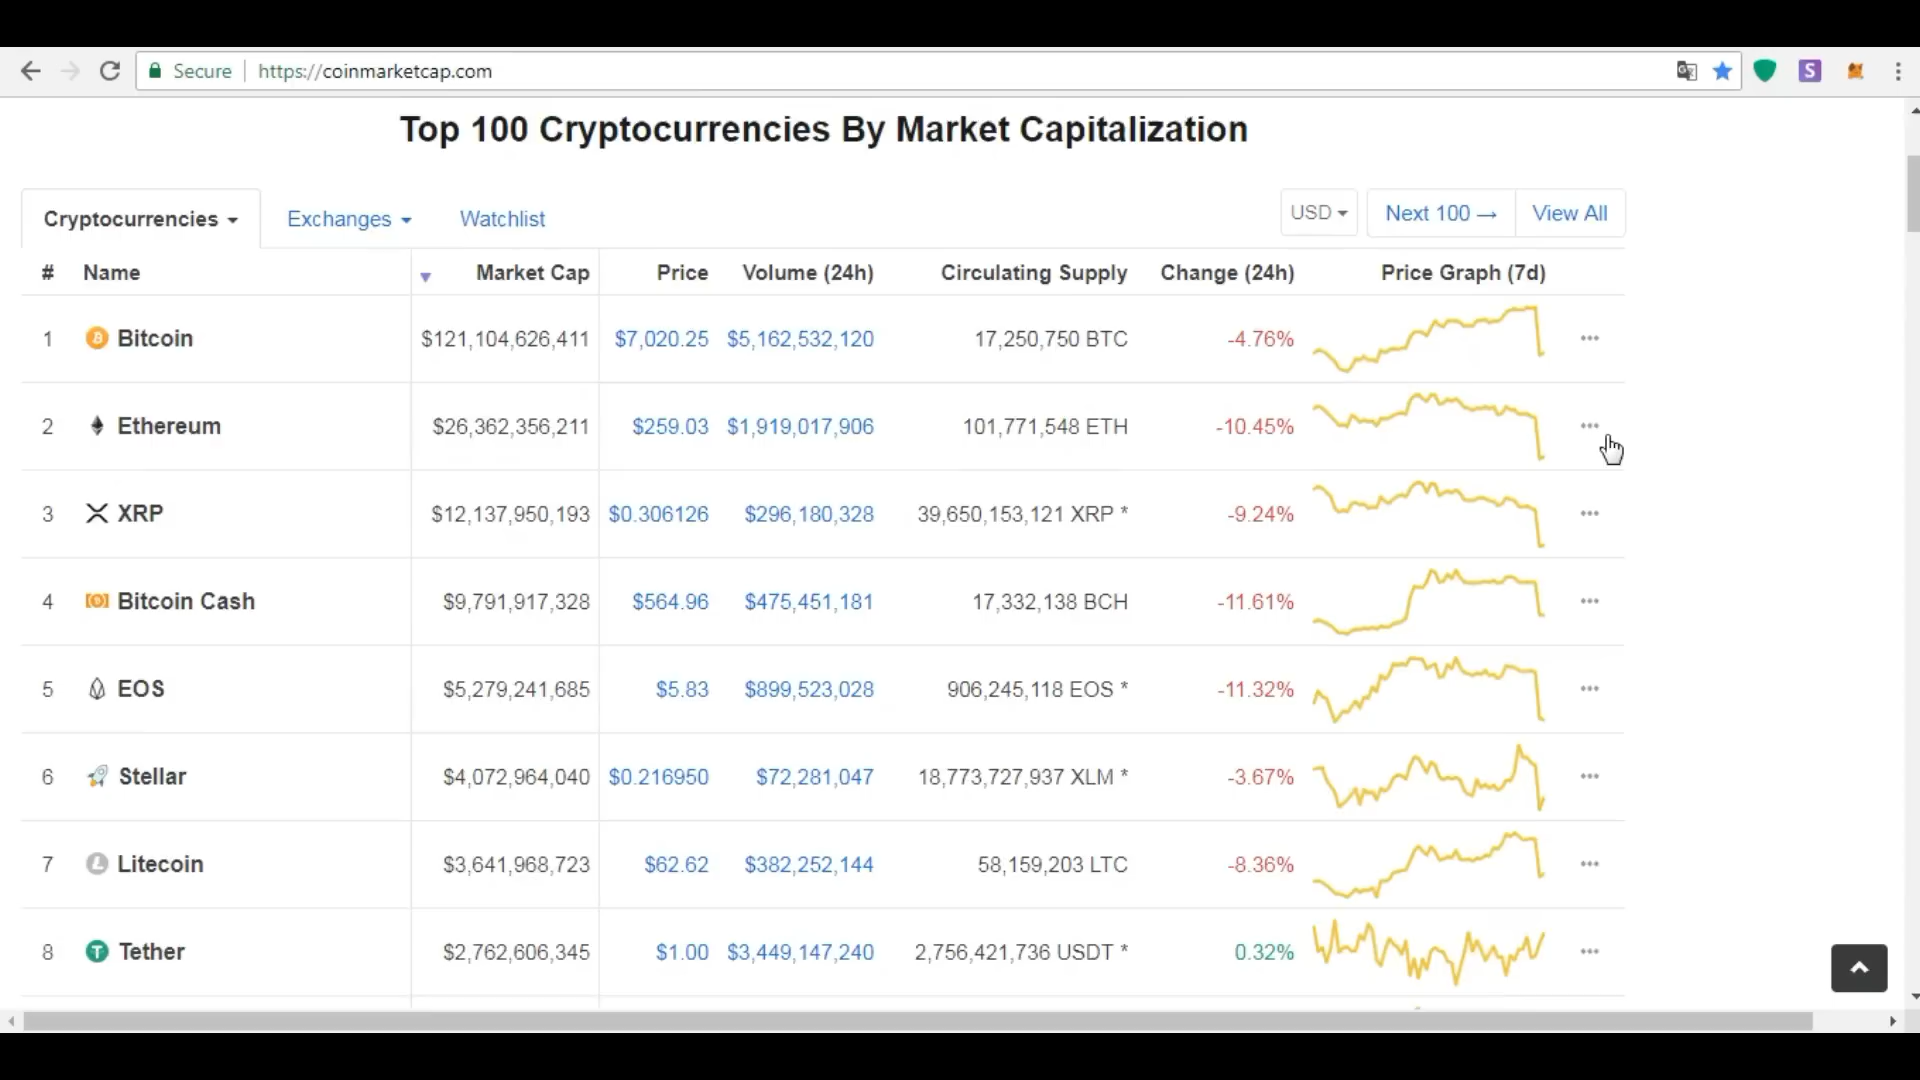 Secure https://coinmarketcap.com S
Top 100 Cryptocurrencies By Market Capitalization
Cryptocurrencies Exchanges Watchlist USD Next 100 → View All
# Name Market Cap Price Volume (24h) Circulating Supply Change (24h) Price Graph (7d)
1 Bitcoin $121,104,626,411 $7,020.25 $5,162,532,120 17,250,750 BTC -4.76%
2 Ethereum $26,362,356,211 $259.03 $1,919,017,906 101,771,548 ETH -10.45%
3 XRP $12,137,950,193 $0.306126 $296,180,328 39,650,153,121 XRP * -9.24%
4 Bitcoin Cash $9,791,917,328 $564.96 $475,451,181 17,332,138 BCH -11.61%
5 EOS $5,279,241,685 $5.83 $899,523,028 906,245,118 EOS * -11.32%
6 Stellar $4,072,964,040 $0.216950 $72,281,047 18,773,727,937 XLM * -3.67%
7 Litecoin $3,641,968,723 $62.62 $382,252,144 58,159,203 LTC -8.36%
8 Tether $2,762,606,345 $1.00 $3,449,147,240 2,756,421,736 USDT * 0.32%